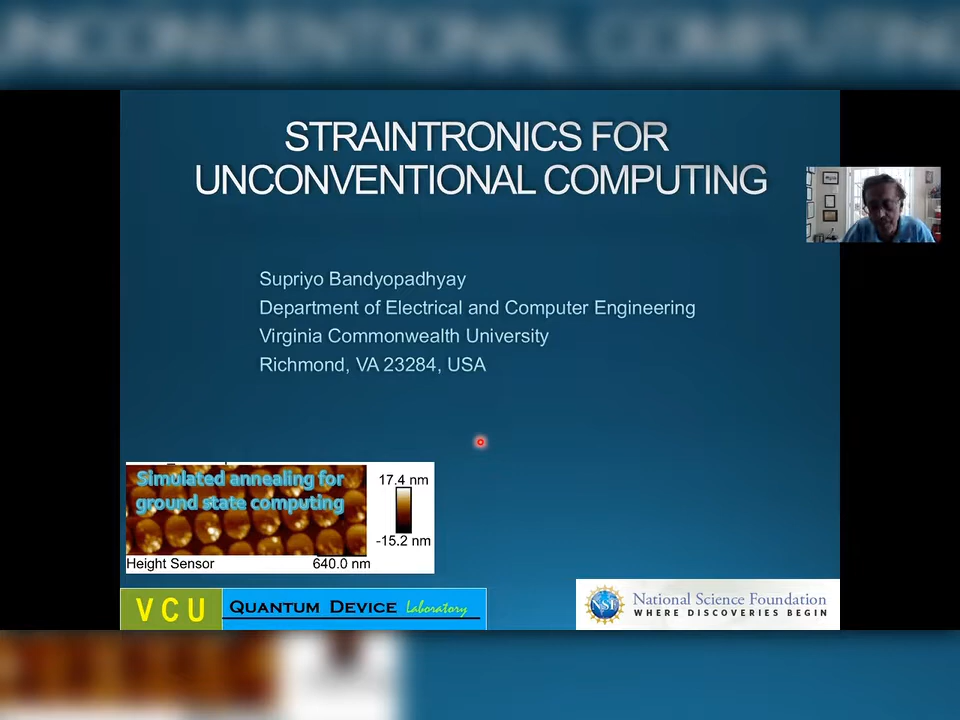 STRAINTRONICS FOR
UNCONVENTIONAL COMPUTING
Supriyo Bandyopadhyay
Department of Electrical and Computer Engineering
Virginia Commonwealth University
Richmond, VA 23284, USA
Simulated annealing for
ground state computing
17.4 nm
-15.2 nm
Height Sensor
640.0 nm
VCU
QUANTUM DEVICE Laboratory
NSF
National Science Foundation
WHERE DISCOVERIES BEGIN